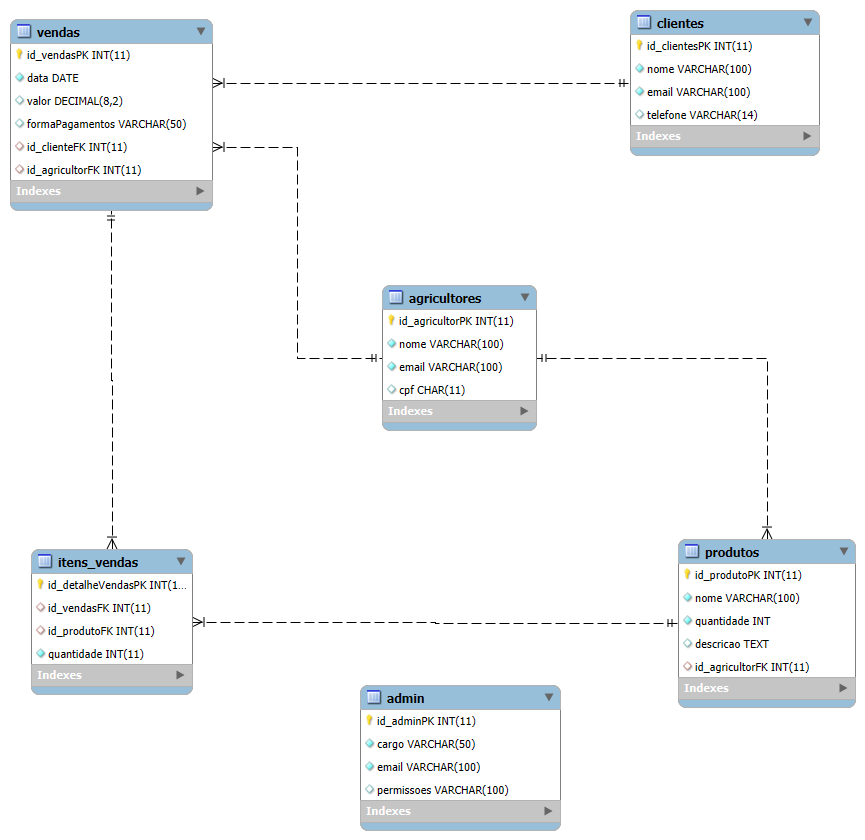 vendas
id_vendasPK INT(11)
data DATE
valor DECIMAL(8,2)
formaPagamentos VARCHAR(50)
id_clienteFK INT(11)
id_agricultorFK INT(11)
Indexes
clientes
id_clientesPK INT(11)
nome VARCHAR(100)
email VARCHAR(100)
telefone VARCHAR(14)
Indexes
agricultores
id_agricultorPK INT(11)
nome VARCHAR(100)
email VARCHAR(100)
cpf CHAR(11)
Indexes
itens_vendas
id_detalheVendasPK INT(1...
id_vendasFK INT(11)
id_produtoFK INT(11)
quantidade INT(11)
Indexes
produtos
id_produtoPK INT(11)
nome VARCHAR(100)
quantidade INT
descricao TEXT
id_agricultorFK INT(11)
Indexes
admin
id_adminPK INT(11)
cargo VARCHAR(50)
email VARCHAR(100)
permissoes VARCHAR(100)
Indexes